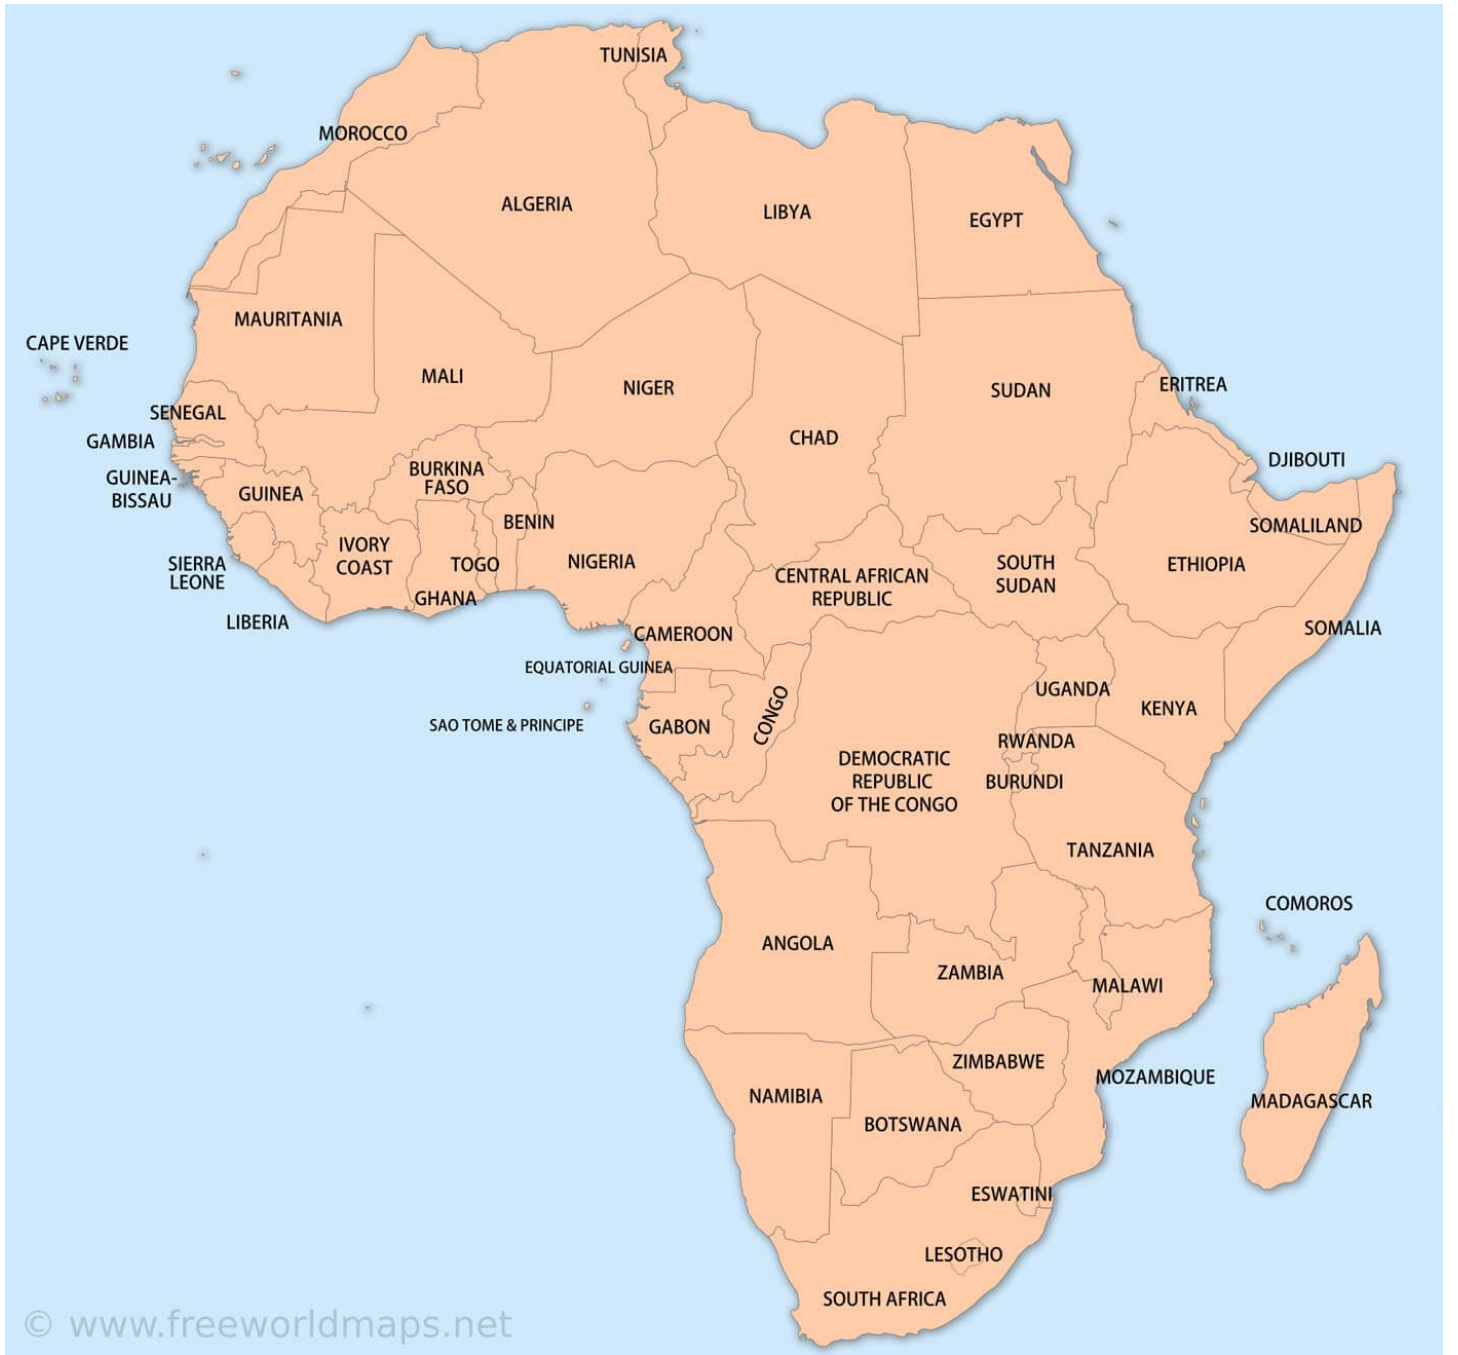 TUNISIA
MOROCCO
ALGERIA
LIBYA
EGYPT
MAURITANIA
CAPE VERDE
MALI
NIGER
SUDAN
ERITREA
SENEGAL
CHAD
GAMBIA
DJIBOUTI
GUINEA-
BISSAU
BURKINA
FASO
GUINEA
BENIN
SOMALILAND
IVORY
COAST
TOGO
NIGERIA
SOUTH
SUDAN
ETHIOPIA
SIERRA
LEONE
CENTRAL AFRICAN
REPUBLIC
GHANA
LIBERIA
CAMEROON
SOMALIA
EQUATORIAL GUINEA
UGANDA
KENYA
SAO TOME & PRINCIPE
GABON
CONGO
RWANDA
DEMOCRATIC
REPUBLIC
OF THE CONGO
BURUNDI
TANZANIA
COMOROS
ANGOLA
ZAMBIA
MALAWI
ZIMBABWE
MOZAMBIQUE
NAMIBIA
MADAGASCAR
BOTSWANA
ESWATINI
LESOTHO
SOUTH AFRICA
© www.freeworldmaps.net